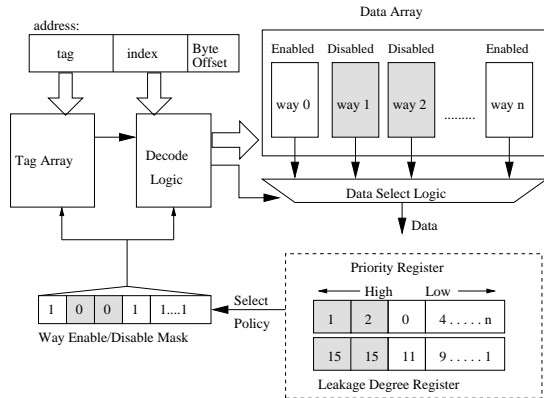 Data Array
address:
tag index Byte Offset
Enabled Disabled Disabled Enabled
way 0 way 1 way 2 ......... way n
Tag Array
Decode Logic
Data Select Logic
Data
Priority Register
High Low
1 2 0 4 . . . . . n
15 15 11 9 . . . . . 1
Leakage Degree Register
Select
Policy
1 0 0 1 1....1
Way Enable/Disable Mask